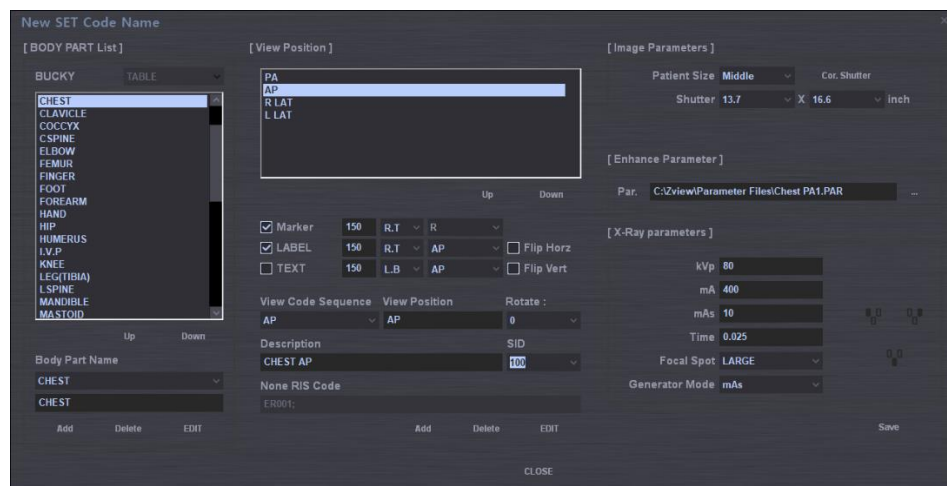 New SET Code Name
[ BODY PART List ]
BUCKY TABLE
CHEST
CLAVICLE
COCCYX
CSPINE
ELBOW
FEMUR
FINGER
FOOT
FOREARM
HAND
HIP
HUMERUS
I.V.P
KNEE
LEG(TIBIA)
LSPINE
MANDIBLE
MASTOID
Up Down
Body Part Name
CHEST
CHEST
Add Delete EDIT
[ View Position ]
PA
AP
R LAT
L LAT
Up Down
Marker 150 R.T R
LABEL 150 R.T AP Flip Horz
TEXT 150 L.B AP Flip Vert
View Code Sequence View Position Rotate :
AP AP 0
Description SID
CHEST AP 100
None RIS Code
ER001;
Add Delete EDIT
CLOSE
[ Image Parameters ]
Patient Size Middle Cor. Shutter
Shutter 13.7 X 16.6 inch
[ Enhance Parameter ]
Par. C:\Zview\Parameter Files\Chest PA1.PAR ...
[ X-Ray parameters ]
kVp 80
mA 400
mAs 10
Time 0.025
Focal Spot LARGE
Generator Mode mAs
Save